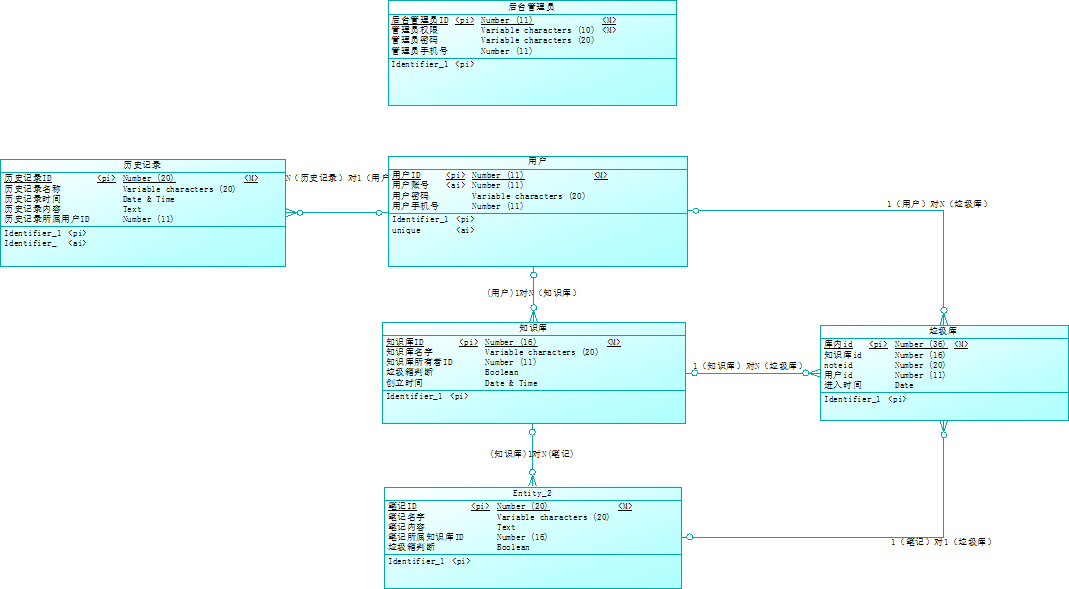 后台管理员
后台管理员ID <pi> Number (11) <M>
管理员权限 Variable characters (10) <M>
管理员密码 Variable characters (20)
管理员手机号 Number (11)
Identifier_1 <pi>
历史记录
历史记录ID <pi> Number (20) <M>
历史记录名称 Variable characters (20)
历史记录时间 Date & Time
历史记录内容 Text
历史记录所属用户ID Number (11)
Identifier_1 <pi>
Identifier_ <ai>
N（历史记录）对1（用户
用户
用户ID <pi> Number (11) <M>
用户账号 <ai> Number (11)
用户密码 Variable characters (20)
用户手机号 Number (11)
Identifier_1 <pi>
unique <ai>
1（用户）对N（垃圾库）
(用户)1对N（知识库）
知识库
知识库ID <pi> Number (16) <M>
知识库名字 Variable characters (20)
知识库所有者ID Number (11)
垃圾箱判断 Boolean
创立时间 Date & Time
Identifier_1 <pi>
1（知识库）对N（垃圾库）
垃圾库
库内id <pi> Number (36) <M>
知识库id Number (16)
noteid Number (20)
用户id Number (11)
进入时间 Date
Identifier_1 <pi>
(知识库)1对N(笔记)
Entity_2
笔记ID <pi> Number (20) <M>
笔记名字 Variable characters (20)
笔记内容 Text
笔记所属知识库ID Number (16)
垃圾箱判断 Boolean
Identifier_1 <pi>
1（笔记）对1（垃圾库）